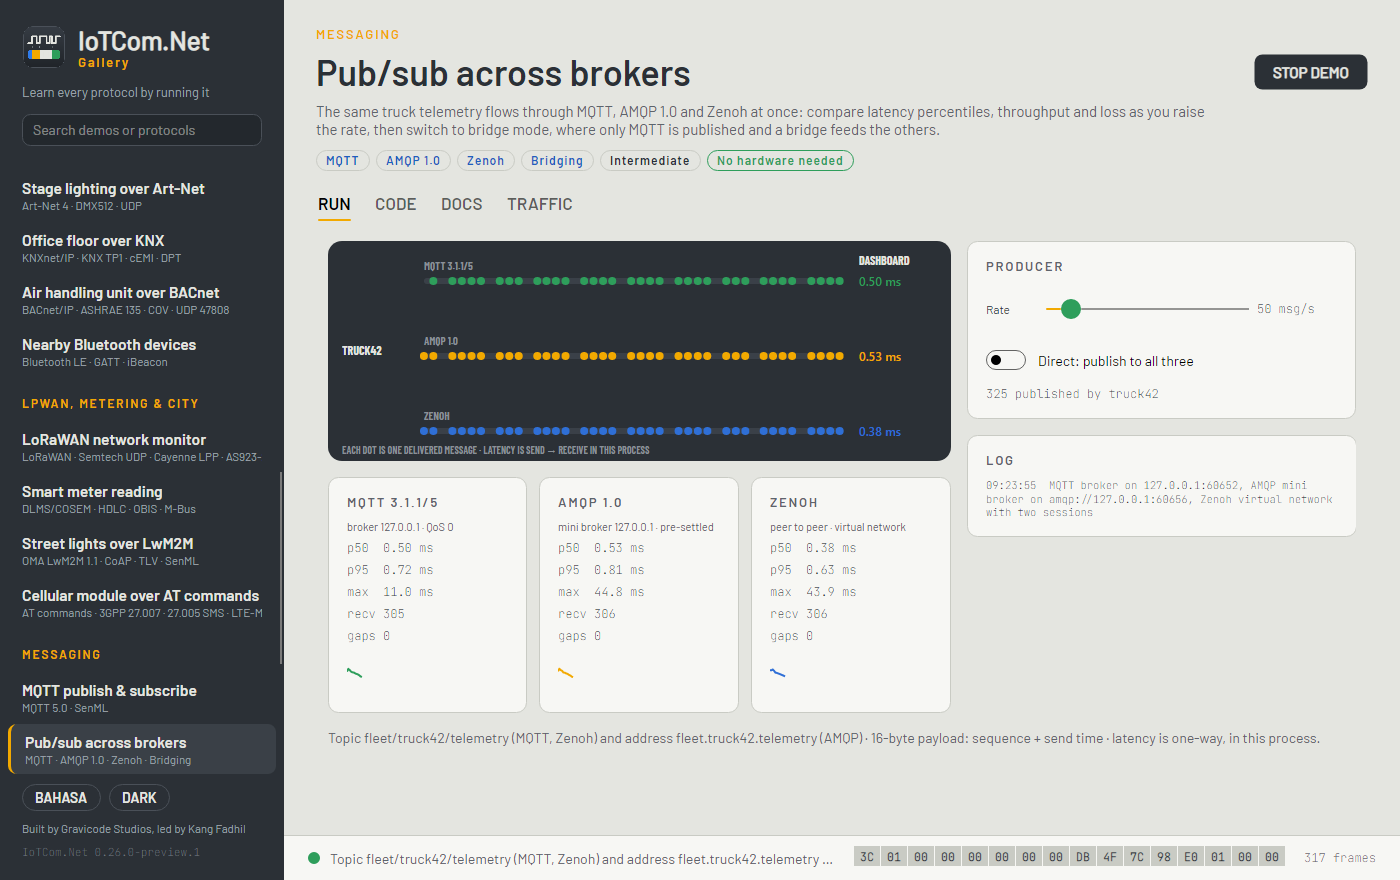 IoTCom.Net
Gallery
Learn every protocol by running it
Search demos or protocols
Stage lighting over Art-Net
Art-Net 4 · DMX512 · UDP
Office floor over KNX
KNXnet/IP · KNX TP1 · cEMI · DPT
Air handling unit over BACnet
BACnet/IP · ASHRAE 135 · COV · UDP 47808
Nearby Bluetooth devices
Bluetooth LE · GATT · iBeacon
LPWAN, METERING & CITY
LoRaWAN network monitor
LoRaWAN · Semtech UDP · Cayenne LPP · AS923-
Smart meter reading
DLMS/COSEM · HDLC · OBIS · M-Bus
Street lights over LwM2M
OMA LwM2M 1.1 · CoAP · TLV · SenML
Cellular module over AT commands
AT commands · 3GPP 27.007 · 27.005 SMS · LTE-M
MESSAGING
MQTT publish & subscribe
MQTT 5.0 · SenML
Pub/sub across brokers
MQTT · AMQP 1.0 · Zenoh · Bridging
BAHASA DARK
Built by Gravicode Studios, led by Kang Fadhil
IoTCom.Net 0.26.0-preview.1
MESSAGING
Pub/sub across brokers
STOP DEMO
The same truck telemetry flows through MQTT, AMQP 1.0 and Zenoh at once: compare latency percentiles, throughput and loss as you raise
the rate, then switch to bridge mode, where only MQTT is published and a bridge feeds the others.
MQTT AMQP 1.0 Zenoh Bridging Intermediate No hardware needed
RUN CODE DOCS TRAFFIC
MQTT 3.1.1/5 DASHBOARD
0.50 ms
AMQP 1.0
TRUCK42 0.53 ms
ZENOH
0.38 ms
EACH DOT IS ONE DELIVERED MESSAGE · LATENCY IS SEND → RECEIVE IN THIS PROCESS
MQTT 3.1.1/5
broker 127.0.0.1 · QoS 0
p50 0.50 ms
p95 0.72 ms
max 11.0 ms
recv 305
gaps 0
AMQP 1.0
mini broker 127.0.0.1 · pre-settled
p50 0.53 ms
p95 0.81 ms
max 44.8 ms
recv 306
gaps 0
ZENOH
peer to peer · virtual network
p50 0.38 ms
p95 0.63 ms
max 43.9 ms
recv 306
gaps 0
PRODUCER
Rate 50 msg/s
Direct: publish to all three
325 published by truck42
LOG
09:23:55 MQTT broker on 127.0.0.1:60652, AMQP mini
broker on amqp://127.0.0.1:60656, Zenoh virtual network
with two sessions
Topic fleet/truck42/telemetry (MQTT, Zenoh) and address fleet.truck42.telemetry (AMQP) · 16-byte payload: sequence + send time · latency is one-way, in this process.
Topic fleet/truck42/telemetry (MQTT, Zenoh) and address fleet.truck42.telemetry ... 3C 01 00 00 00 00 00 00 DB 4F 7C 98 E0 01 00 00 317 frames